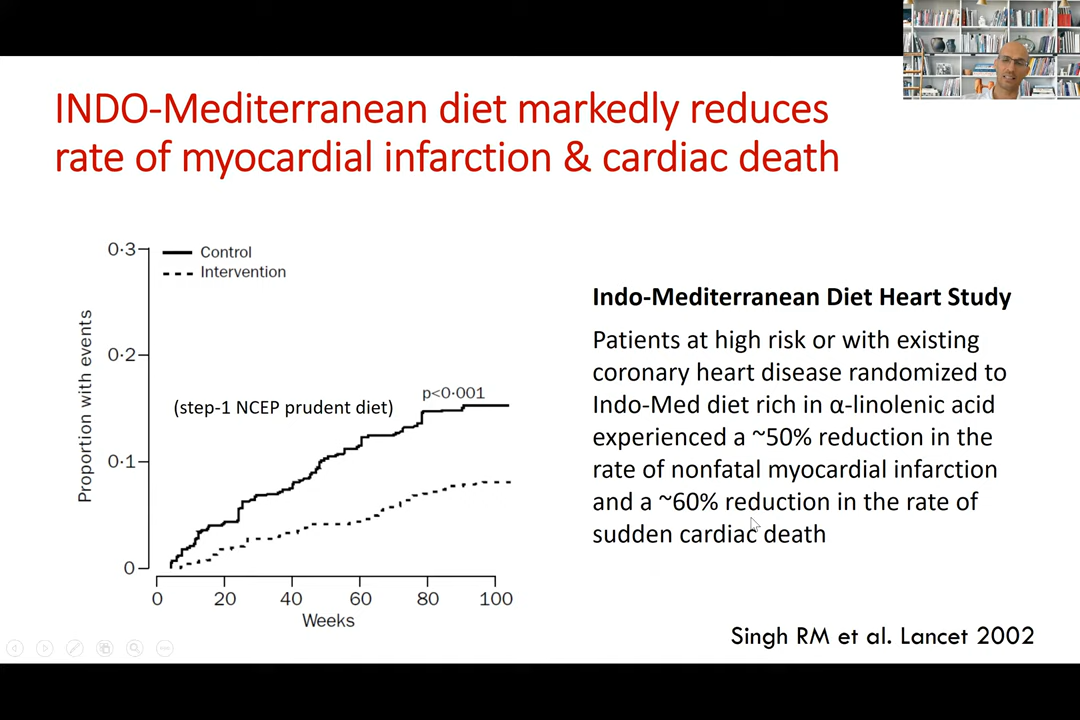 INDO-Mediterranean diet markedly reduces
rate of myocardial infarction & cardiac death
0·3
Control
Intervention
0·2
0·1
0
Proportion with events
(step-1 NCEP prudent diet)
p<0·001
0 20 40 60 80 100
Weeks
Indo-Mediterranean Diet Heart Study
Patients at high risk or with existing
coronary heart disease randomized to
Indo-Med diet rich in α-linolenic acid
experienced a ~50% reduction in the
rate of nonfatal myocardial infarction
and a ~60% reduction in the rate of
sudden cardiac death
Singh RM et al. Lancet 2002